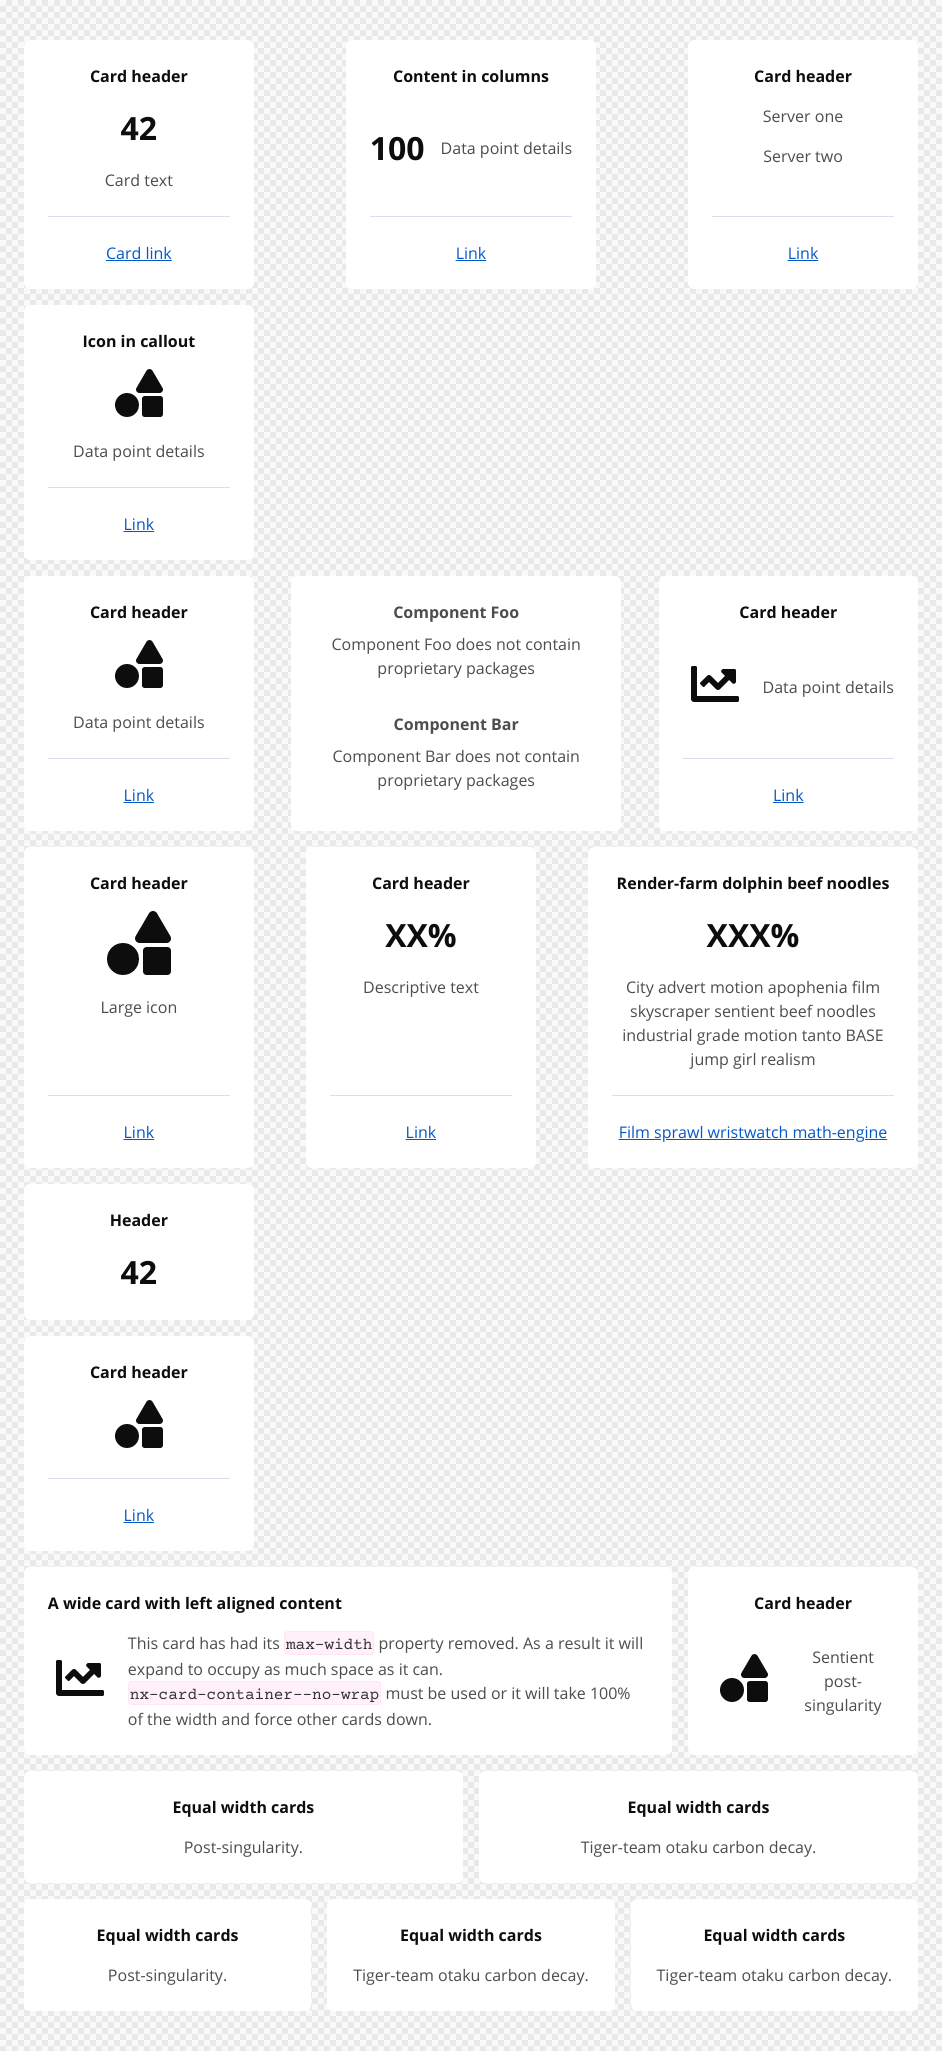 Card header
42
Card text
Card link
Content in columns
100 Data point details
Link
Card header
Server one
Server two
Link
Icon in callout
Data point details
Link
Card header
Data point details
Link
Component Foo
Component Foo does not contain
proprietary packages
Component Bar
Component Bar does not contain
proprietary packages
Card header
Data point details
Link
Card header
Large icon
Link
Card header
XX%
Descriptive text
Link
Render-farm dolphin beef noodles
XXX%
City advert motion apophenia film
skyscraper sentient beef noodles
industrial grade motion tanto BASE
jump girl realism
Film sprawl wristwatch math-engine
Header
42
Card header
Link
A wide card with left aligned content
This card has had its max-width property removed. As a result it will
expand to occupy as much space as it can.
nx-card-container--no-wrap must be used or it will take 100%
of the width and force other cards down.
Card header
Sentient
post-
singularity
Equal width cards
Post-singularity.
Equal width cards
Tiger-team otaku carbon decay.
Equal width cards
Post-singularity.
Equal width cards
Tiger-team otaku carbon decay.
Equal width cards
Tiger-team otaku carbon decay.